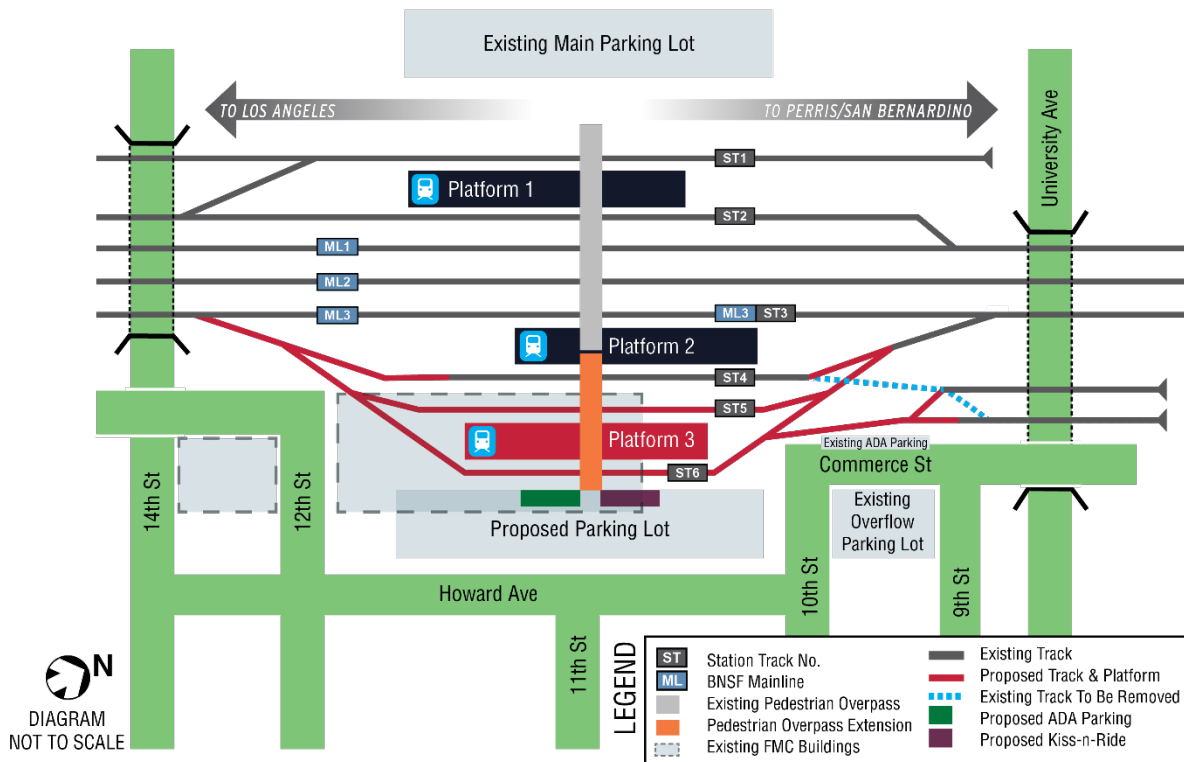 Existing Main Parking Lot
TO LOS ANGELES
TO PERRIS/SAN BERNARDINO
University Ave
ST1
Platform 1
ST2
ML1
ML2
ML3
ML3 ST3
Platform 2
ST4
ST5
Platform 3
Existing ADA Parking
Commerce St
ST6
14th St
12th St
Proposed Parking Lot
Existing
Overflow
Parking Lot
10th St
9th St
Howard Ave
11th St
N
DIAGRAM
NOT TO SCALE
LEGEND
ST Station Track No.
ML BNSF Mainline
Existing Pedestrian Overpass
Pedestrian Overpass Extension
Existing FMC Buildings
Existing Track
Proposed Track & Platform
Existing Track To Be Removed
Proposed ADA Parking
Proposed Kiss-n-Ride